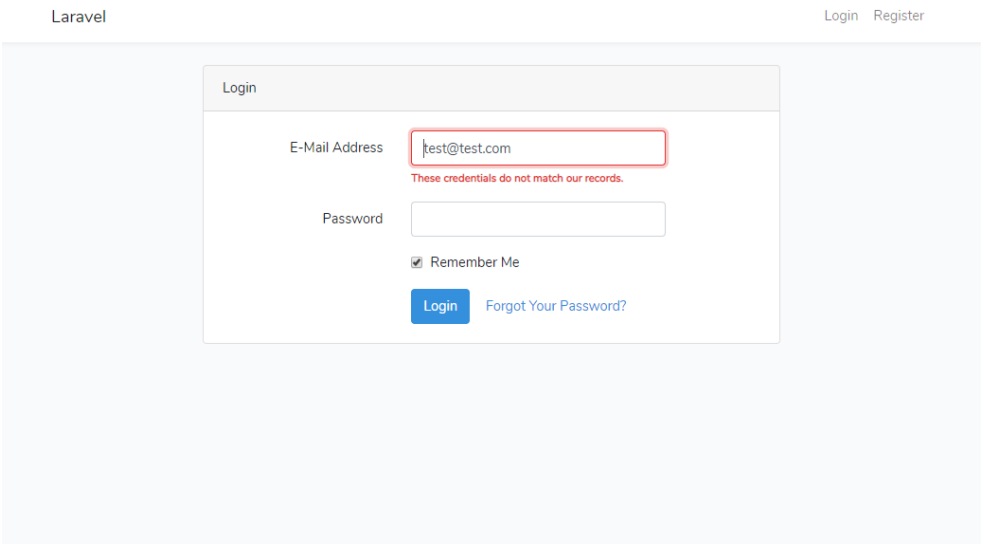 Laravel
Login Register
Login
E-Mail Address
test@test.com
These credentials do not match our records.
Password
Remember Me
Login
Forgot Your Password?